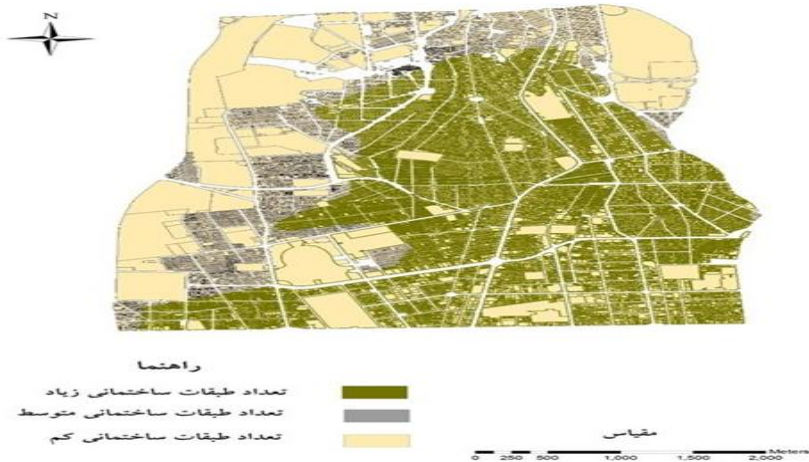 N
راهنما
تعداد طبقات ساختمانی زیاد
تعداد طبقات ساختمانی متوسط
تعداد طبقات ساختمانی کم
مقیاس
0 250 500 1,000 1,500 2,000 Meters